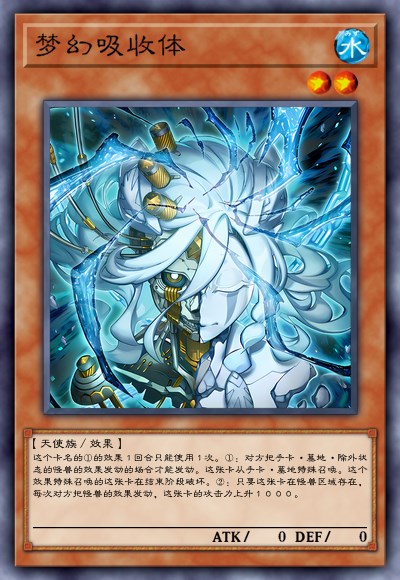 梦幻吸收体
水
【天使族/效果】
这个卡名的①的效果1回合只能使用1次。①：对方把手卡·墓地·除外状
态的怪兽的效果发动的场合才能发动。这张卡从手卡·墓地特殊召唤。这个
效果特殊召唤的这张卡在结束阶段破坏。②：只要这张卡在怪兽区域存在，
每次对方把怪兽的效果发动，这张卡的攻击力上升1000。
ATK/ 0 DEF/ 0